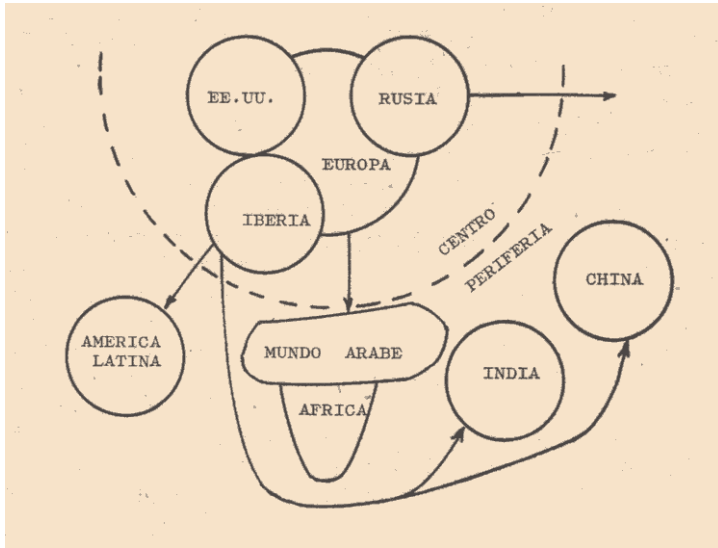 EE.UU.
RUSIA
EUROPA
IBERIA
CENTRO
PERIFERIA
CHINA
AMERICA
LATINA
MUNDO ARABE
INDIA
AFRICA